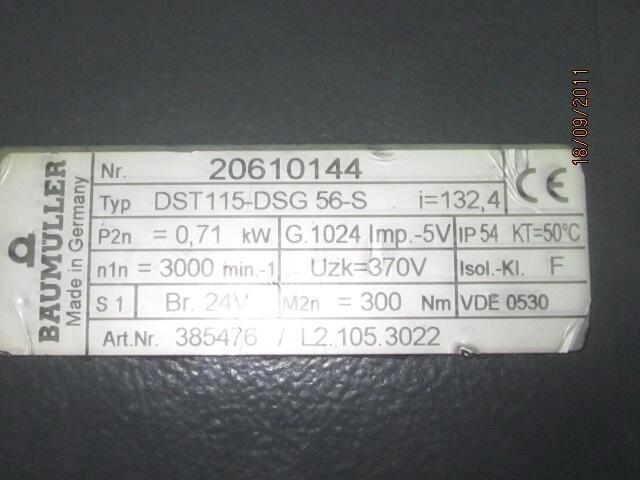 BAUMÜLLER
Made in Germany
Nr. 20610144
Typ DST115-DSG 56-S i=132,4 CE
P2n = 0,71 kW G.1024 Imp.-5V IP 54 KT=50°C
n1n = 3000 min.-1 Uzk=370V Isol.-Kl. F
S 1 Br. 24V M2n = 300 Nm VDE 0530
Art.Nr. 385476 / L2.105.3022
18/09/2011